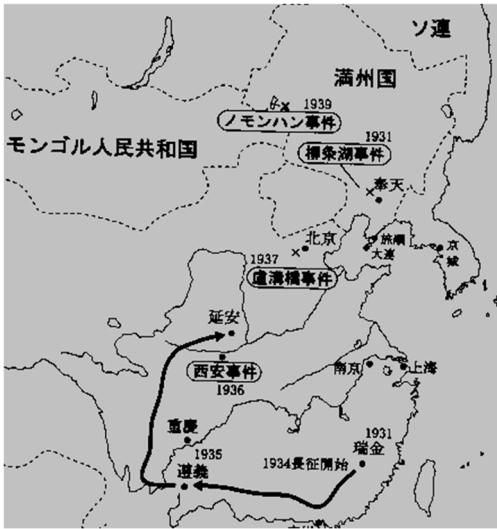 ソ連
満州国
1939
ノモンハン事件
モンゴル人民共和国
1931
柳条湖事件
奉天
北京
旅順
大連
京城
1937
盧溝橋事件
延安
西安事件
1936
南京
上海
重慶
1935
遵義
1931
瑞金
1934長征開始